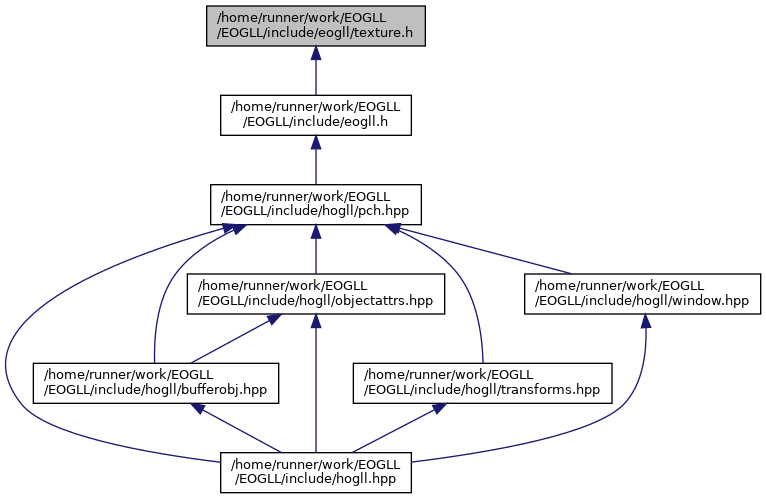 /home/runner/work/EOGLL
/EOGLL/include/eogll/texture.h
/home/runner/work/EOGLL
/EOGLL/include/eogll.h
/home/runner/work/EOGLL
/EOGLL/include/hogll/pch.hpp
/home/runner/work/EOGLL
/EOGLL/include/hogll/objectattrs.hpp
/home/runner/work/EOGLL
/EOGLL/include/hogll/window.hpp
/home/runner/work/EOGLL
/EOGLL/include/hogll/bufferobj.hpp
/home/runner/work/EOGLL
/EOGLL/include/hogll/transforms.hpp
/home/runner/work/EOGLL
/EOGLL/include/hogll.hpp